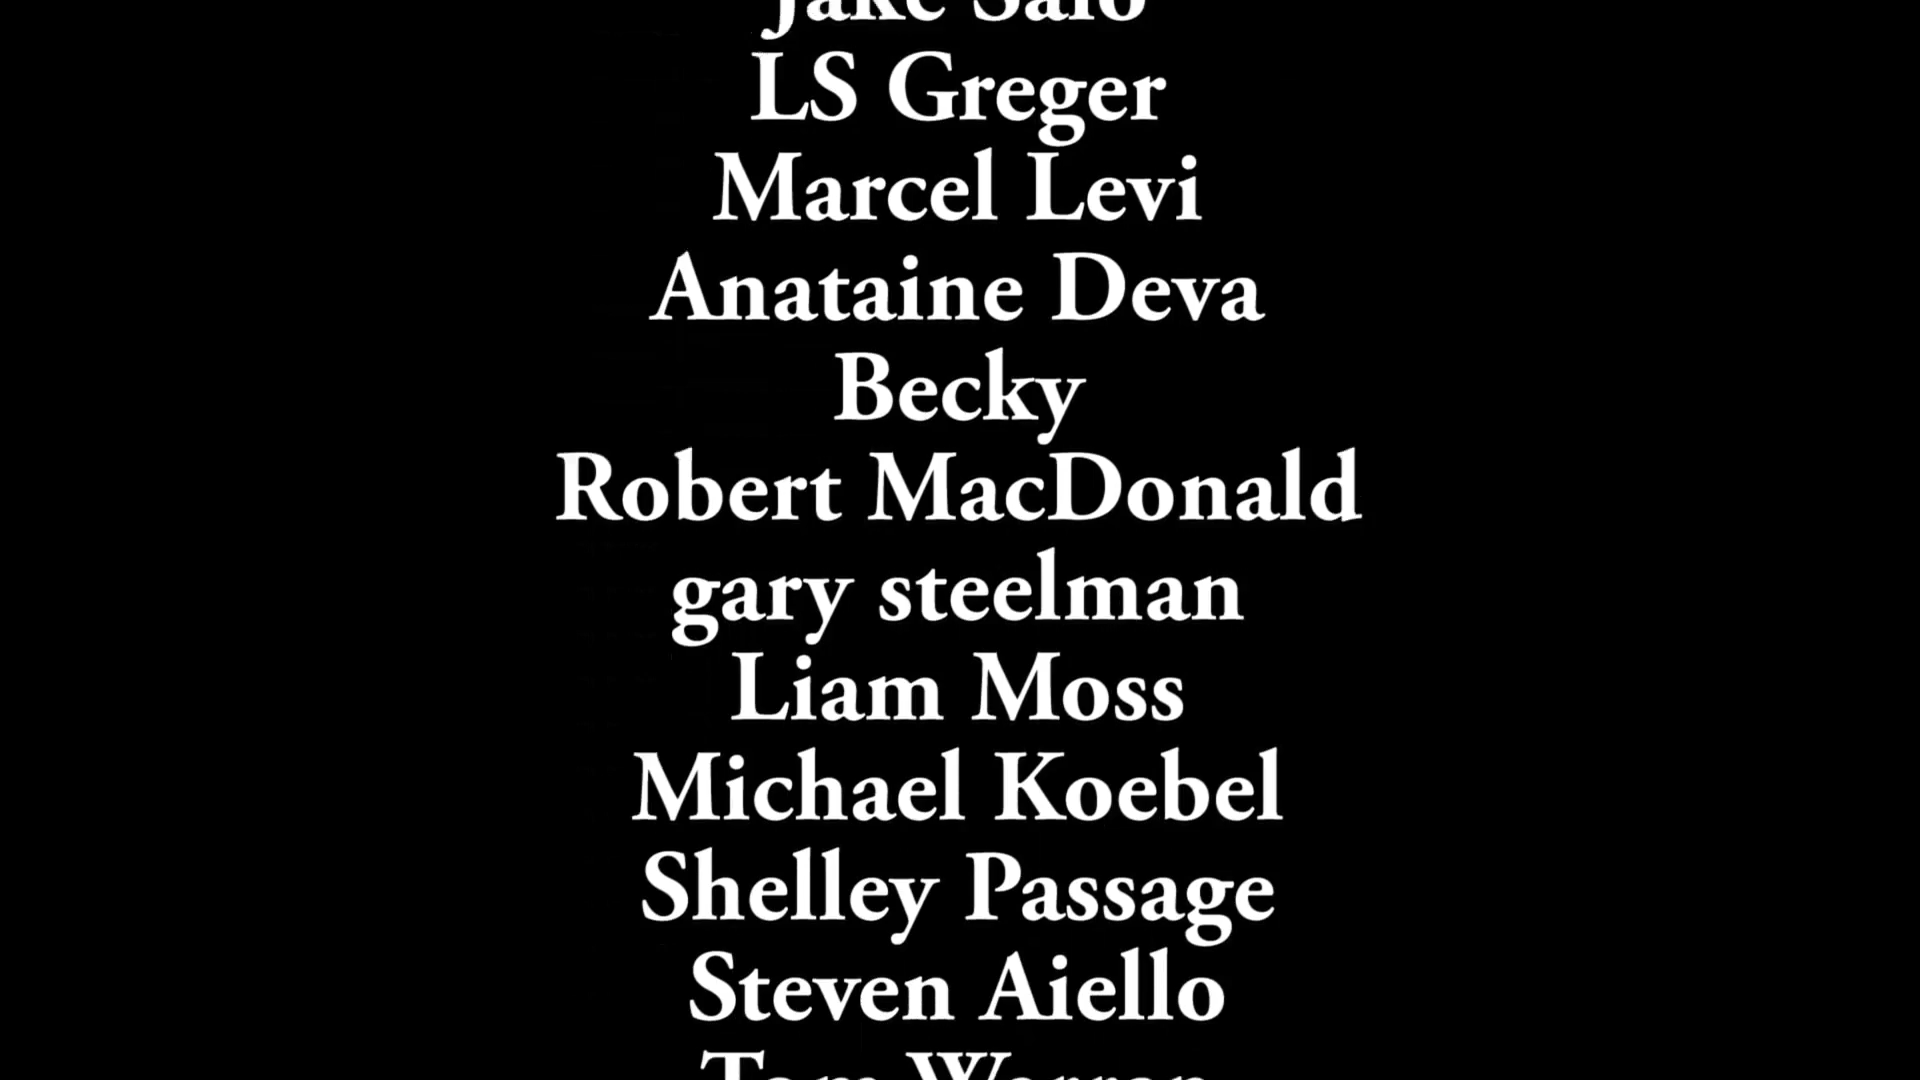 Jake Salo
LS Greger
Marcel Levi
Anataine Deva
Becky
Robert MacDonald
gary steelman
Liam Moss
Michael Koebel
Shelley Passage
Steven Aiello
Tom Warren